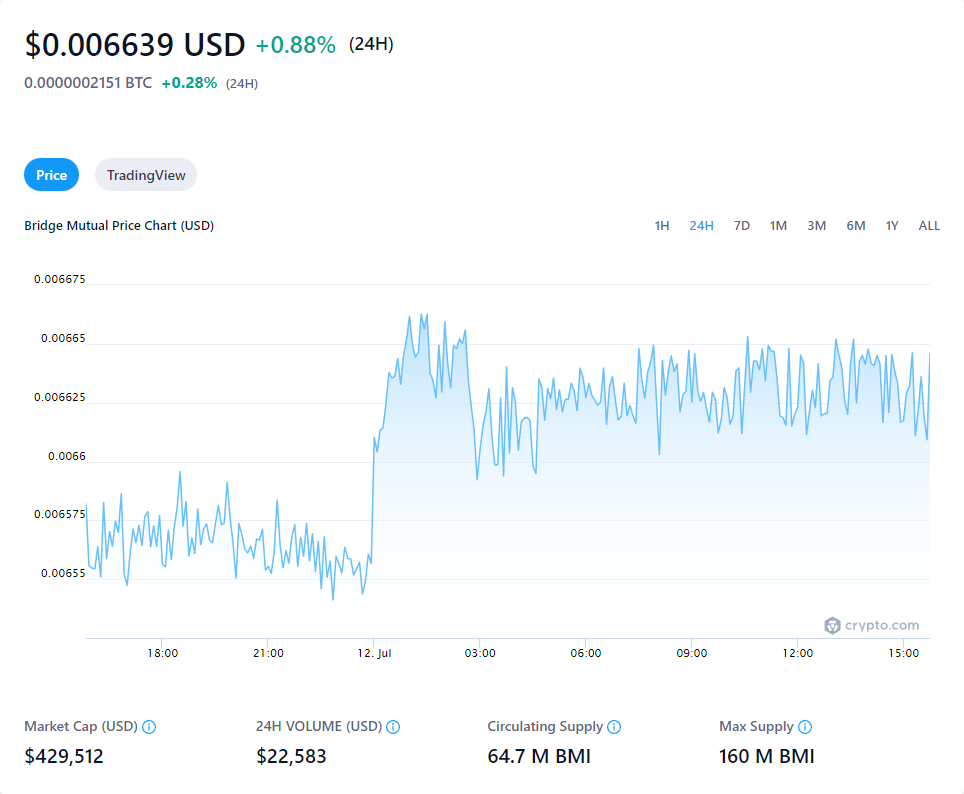 $0.006639 USD +0.88% (24H)
0.0000002151 BTC +0.28% (24H)
Price TradingView
Bridge Mutual Price Chart (USD) 1H 24H 7D 1M 3M 6M 1Y ALL
0.006675
0.00665
0.006625
0.0066
0.006575
0.00655
crypto.com
18:00 21:00 12. Jul 03:00 06:00 09:00 12:00 15:00
Market Cap (USD) 24H VOLUME (USD) Circulating Supply Max Supply
$429,512 $22,583 64.7 M BMI 160 M BMI